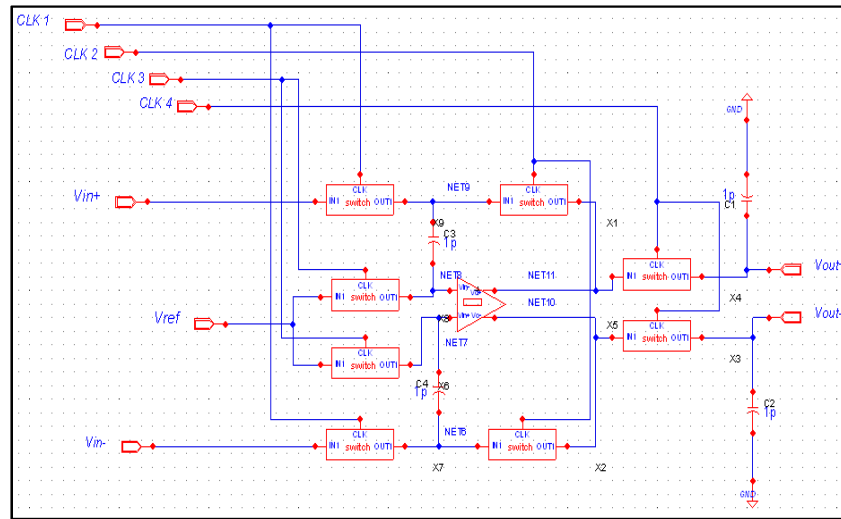 CLK 1
CLK 2
CLK 3
CLK 4
GND
1p
C1
Vin+
CLK
IN1 OUT1
switch
NET9
CLK
IN1 OUT1
switch
X9
C3
1p
X1
CLK
IN1 OUT1
switch
Vout-
X4
CLK
IN1 OUT1
switch
NET11
NET10
Vref
Vout-
CLK
IN1 OUT1
switch
X5
CLK
IN1 OUT1
switch
X3
NET7
C4
1p
X6
C2
1p
Vin-
CLK
IN1 OUT1
switch
NET6
X7
CLK
IN1 OUT1
switch
X2
GND